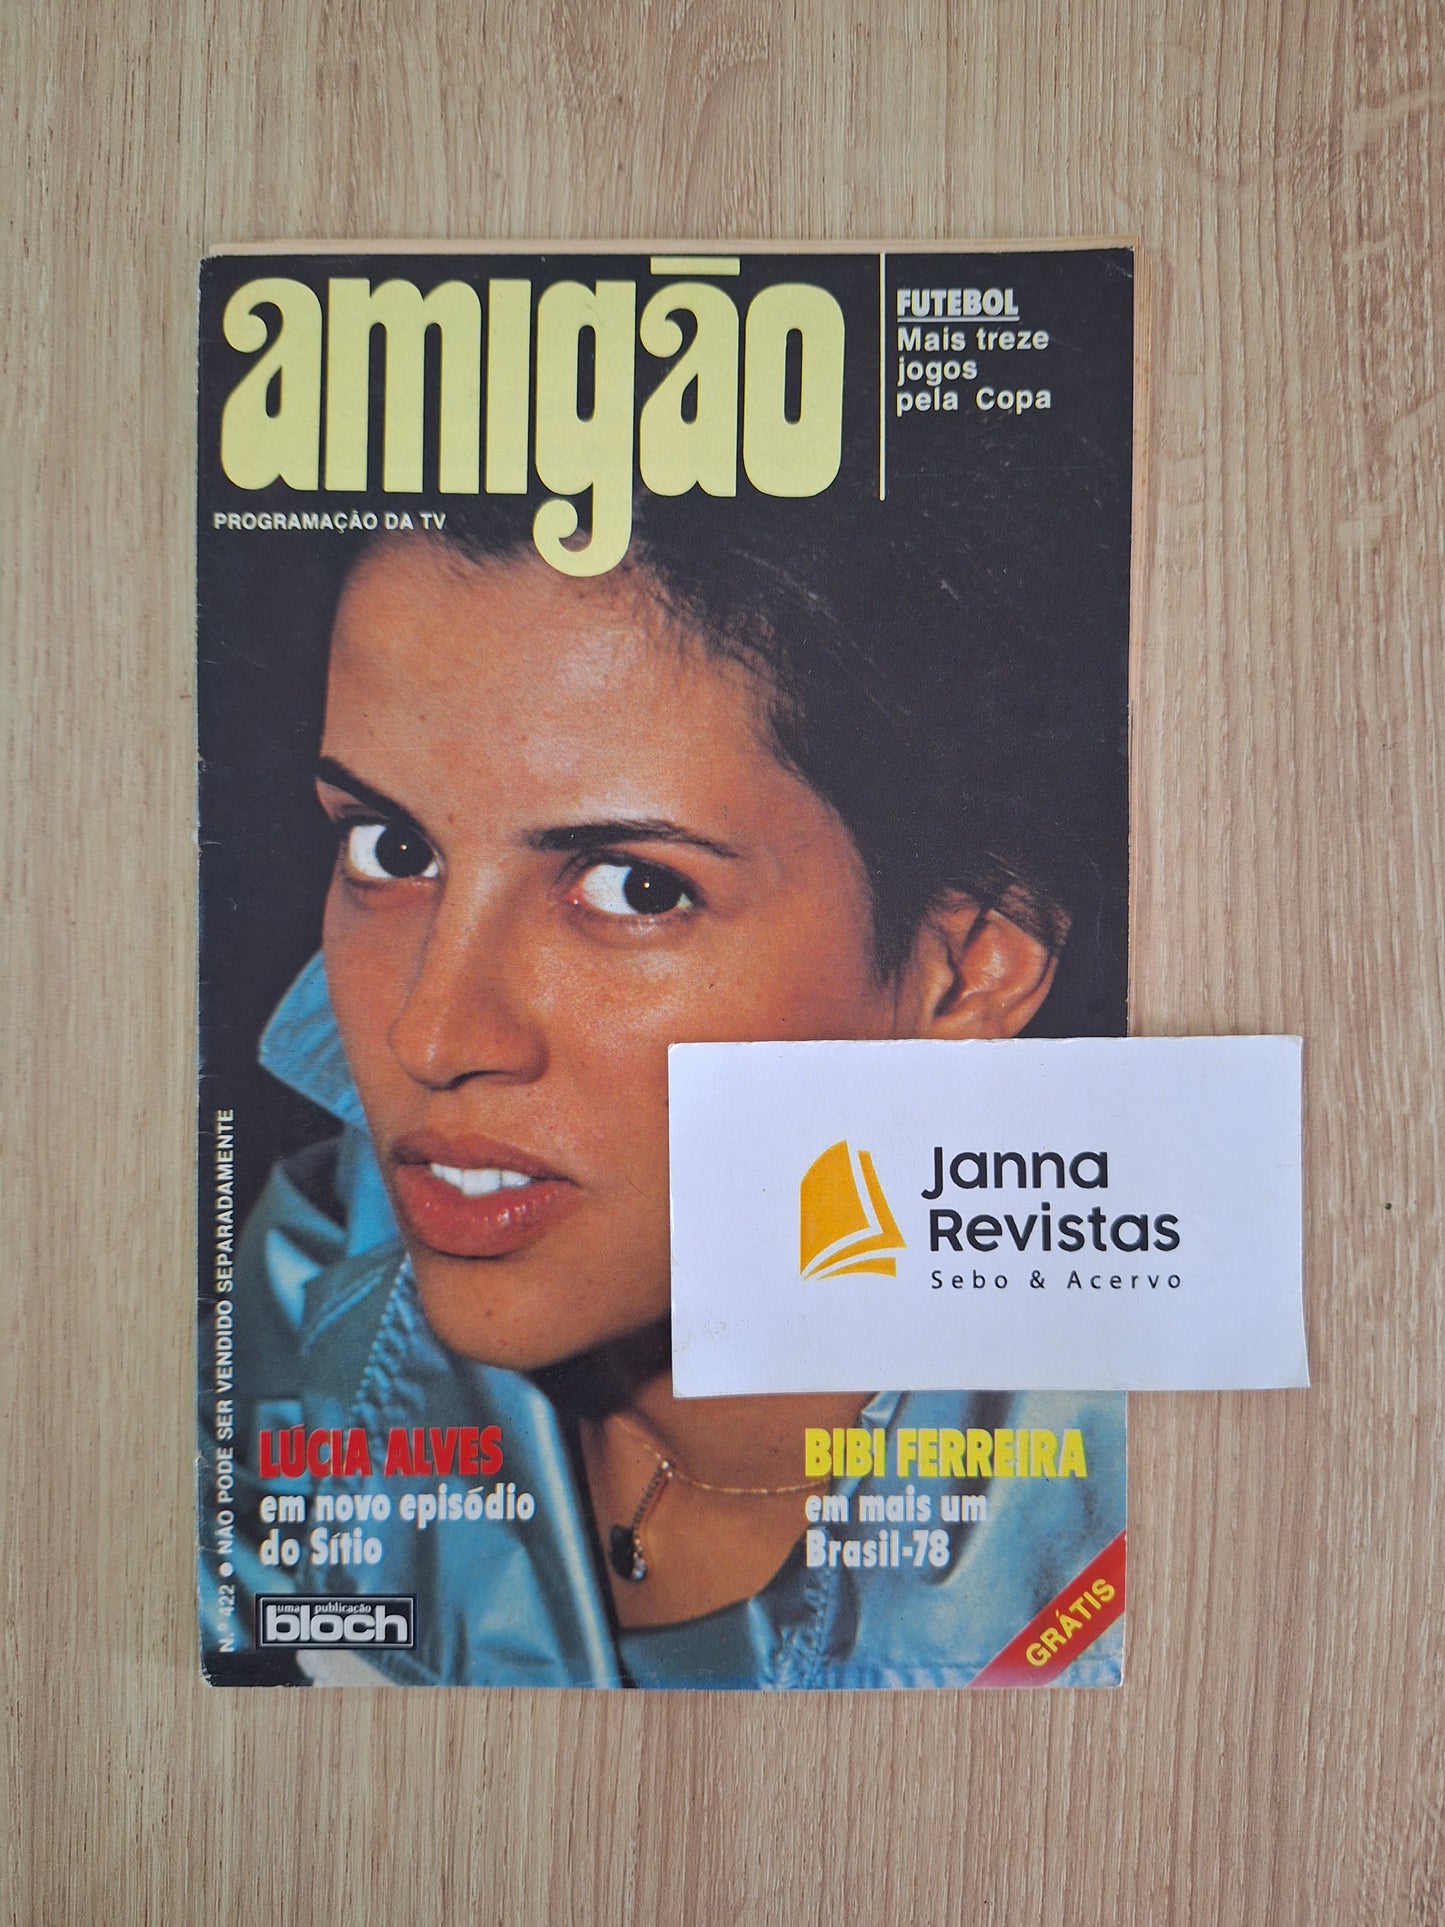 amigão
PROGRAMAÇÃO DA TV
FUTEBOL
Mais treze
jogos
pela Copa
N.º 422 ● NÃO PODE SER VENDIDO SEPARADAMENTE
Janna
Revistas
Sebo & Acervo
LÚCIA ALVES
em novo episódio
do Sítio
BIBI FERREIRA
em mais um
Brasil-78
uma publicação
bloch
GRÁTIS